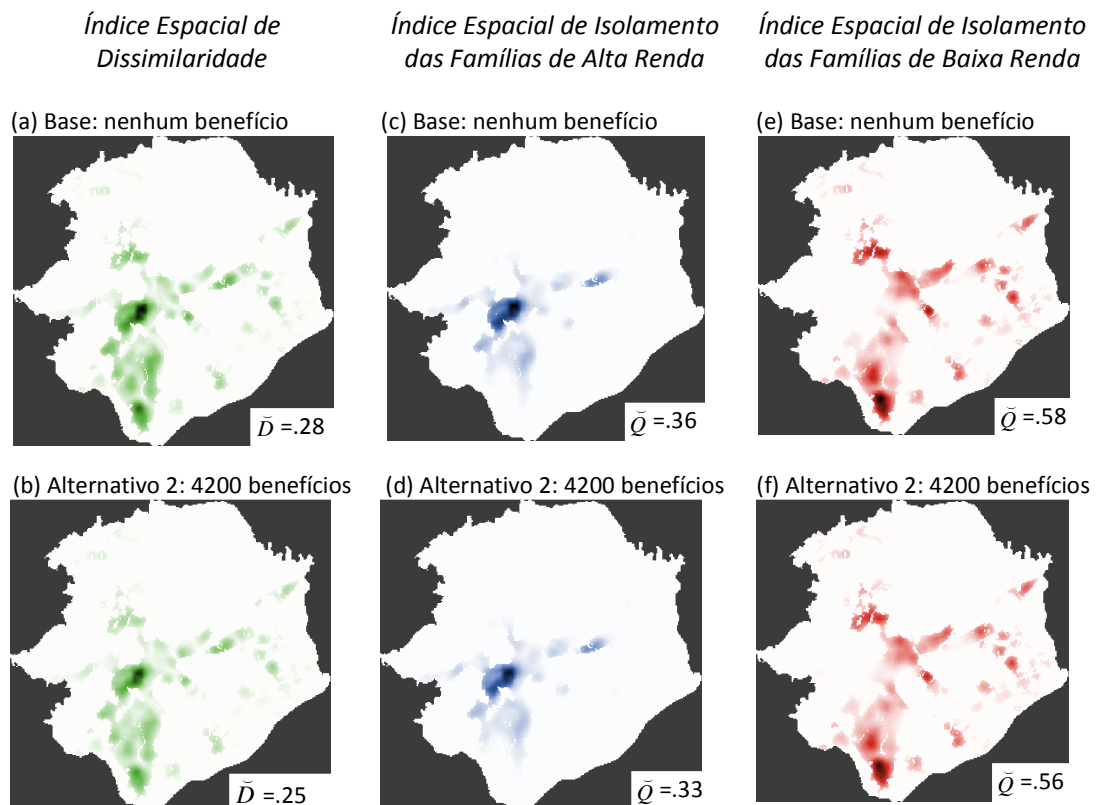 Índice Espacial de
Dissimilaridade
Índice Espacial de Isolamento
das Famílias de Alta Renda
Índice Espacial de Isolamento
das Famílias de Baixa Renda
(a) Base: nenhum benefício
(c) Base: nenhum benefício
(e) Base: nenhum benefício
D̆ =.28
Q̆ =.36
Q̆ =.58
(b) Alternativo 2: 4200 benefícios
(d) Alternativo 2: 4200 benefícios
(f) Alternativo 2: 4200 benefícios
D̆ =.25
Q̆ =.33
Q̆ =.56